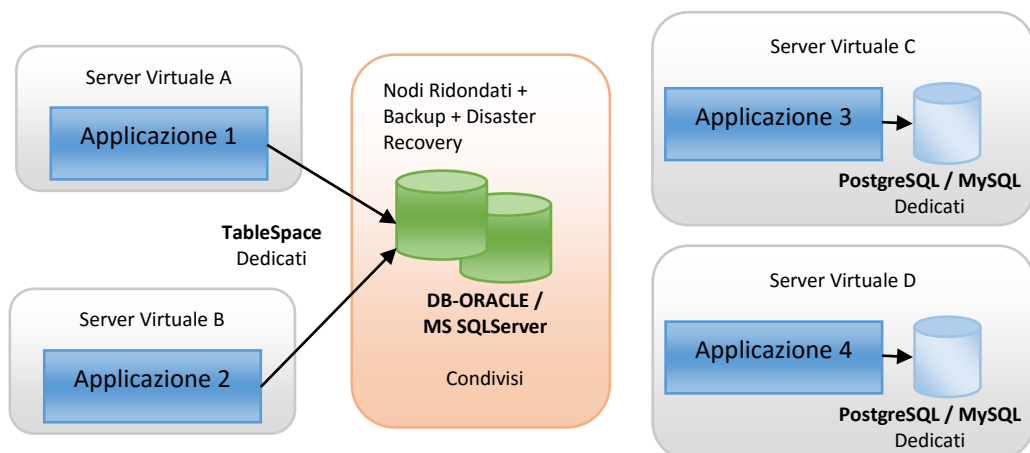 Server Virtuale A
Applicazione 1
TableSpace
Dedicati
Server Virtuale B
Applicazione 2
Nodi Ridondati +
Backup + Disaster
Recovery
DB-ORACLE /
MS SQLServer
Condivisi
Server Virtuale C
Applicazione 3
PostgreSQL / MySQL
Dedicati
Server Virtuale D
Applicazione 4
PostgreSQL / MySQL
Dedicati